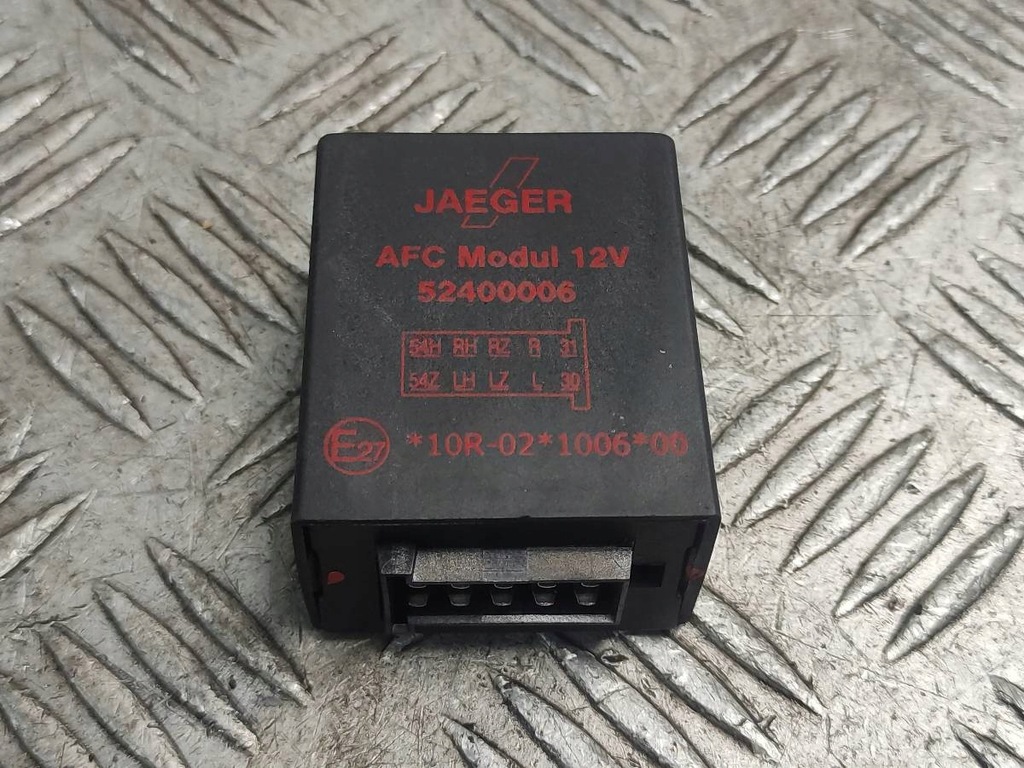 JAEGER
AFC Modul 12V
52400006
54H RH RZ R 31
54Z LH LZ L 30
E27 *10R-02*1006*00